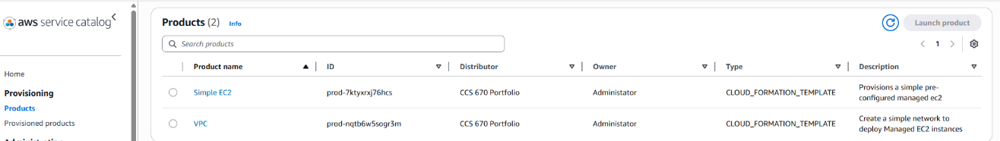 aws service catalog
Products (2) Info
Launch product
Search products
1
Product name ID Distributor Owner Type Description
Simple EC2 prod-7ktyxrxj76hcs CCS 670 Portfolio Administator CLOUD_FORMATION_TEMPLATE Provisions a simple pre-
configured managed ec2
VPC prod-nqtb6w5sogr3m CCS 670 Portfolio Administator CLOUD_FORMATION_TEMPLATE Create a simple network to
deploy Managed EC2 instances
Home
Provisioning
Products
Provisioned products